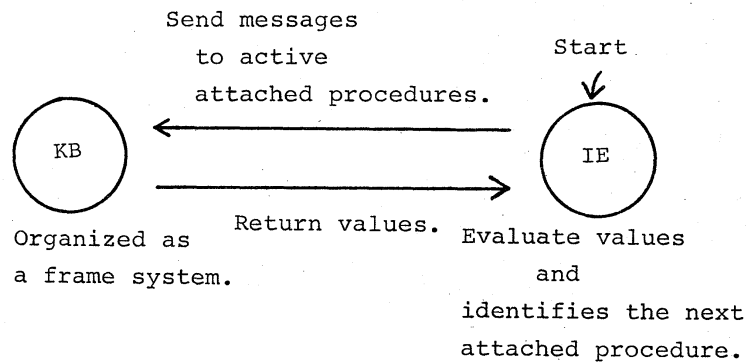 Send messages
to active
attached procedures.
Start
KB
IE
Return values.
Organized as
a frame system.
Evaluate values
and
identifies the next
attached procedure.